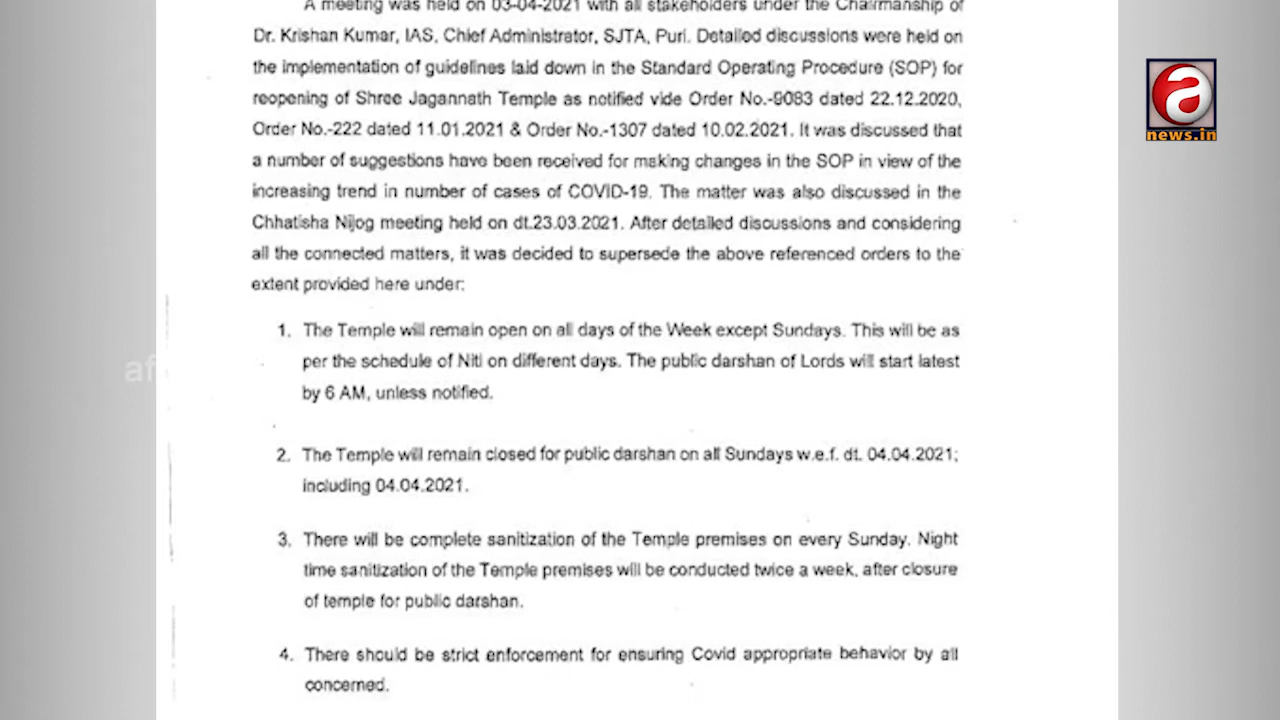 A meeting was held on 03-04-2021 with all stakeholders under the Chairmanship of
Dr. Krishan Kumar, IAS, Chief Administrator, SJTA, Puri. Detailed discussions were held on
the implementation of guidelines laid down in the Standard Operating Procedure (SOP) for
reopening of Shree Jagannath Temple as notified vide Order No.-9083 dated 22.12.2020,
Order No.-222 dated 11.01.2021 & Order No.-1307 dated 10.02.2021. It was discussed that
a number of suggestions have been received for making changes in the SOP in view of the
increasing trend in number of cases of COVID-19. The matter was also discussed in the
Chhatisha Nijog meeting held on dt.23.03.2021. After detailed discussions and considering
all the connected matters, it was decided to supersede the above referenced orders to the
extent provided here under:
1. The Temple will remain open on all days of the Week except Sundays. This will be as
per the schedule of Niti on different days. The public darshan of Lords will start latest
by 6 AM, unless notified.
2. The Temple will remain closed for public darshan on all Sundays w.e.f. dt. 04.04.2021;
including 04.04.2021.
3. There will be complete sanitization of the Temple premises on every Sunday. Night
time sanitization of the Temple premises will be conducted twice a week, after closure
of temple for public darshan.
4. There should be strict enforcement for ensuring Covid appropriate behavior by all
concerned.
a
news.in